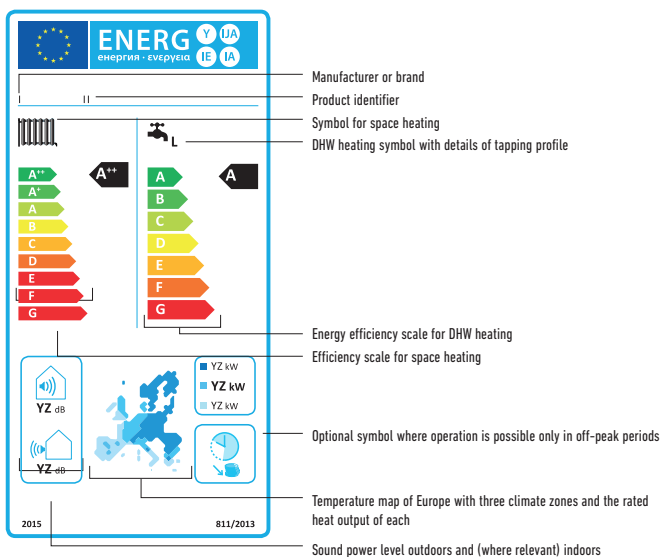 ENERG Y IJA
енергия · ενεργεια IE IA
Manufacturer or brand
I II
Product identifier
Symbol for space heating
L
DHW heating symbol with details of tapping profile
A++
A+
A
B
C
D
E
F
G
A++
A
B
C
D
E
F
G
A
Energy efficiency scale for DHW heating
Efficiency scale for space heating
YZ dB
YZ dB
YZ kW
YZ kW
YZ kW
Optional symbol where operation is possible only in off-peak periods
Temperature map of Europe with three climate zones and the rated
heat output of each
2015
811/2013
Sound power level outdoors and (where relevant) indoors